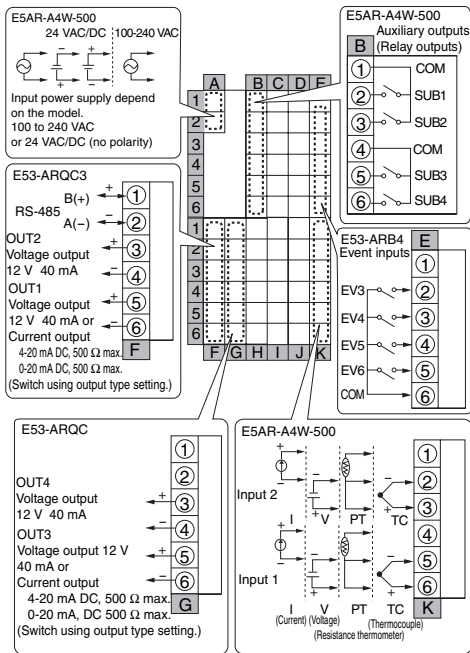 E5AR-A4W-500
24 VAC/DC 100-240 VAC
− + 
+ −
Input power supply depend
on the model.
100 to 240 VAC
or 24 VAC/DC (no polarity)
E5AR-A4W-500
Auxiliary outputs
(Relay outputs)
B
1 COM
2 SUB1
3 SUB2
4 COM
5 SUB3
6 SUB4
A B C D E
1
2
3
4
5
6
1
2
3
4
5
6
F G H I J K
E53-ARQC3
B(+) + 1
RS-485
A(−) − 2
OUT2
Voltage output
12 V 40 mA
+ 3
− 4
OUT1
Voltage output
12 V 40 mA or
Current output
+ 5
− 6
4-20 mA DC, 500 Ω max.
0-20 mA DC, 500 Ω max.
(Switch using output type setting.)
F
E53-ARB4
Event inputs
E
1
EV3 2
EV4 3
EV5 4
EV6 5
COM 6
E53-ARQC
1
2
OUT4
Voltage output
12 V 40 mA
+ 3
− 4
OUT3
Voltage output 12 V
40 mA or
Current output
+ 5
− 6
4-20 mA DC, 500 Ω max.
0-20 mA, DC 500 Ω max.
(Switch using output type setting.)
G
E5AR-A4W-500
1
2
3
4
5
6
K
Input 2
+ − − + − +
I V PT TC
Input 1
+ − − + − +
I V PT TC
(Current) (Voltage) (Thermocouple)
(Resistance thermometer)